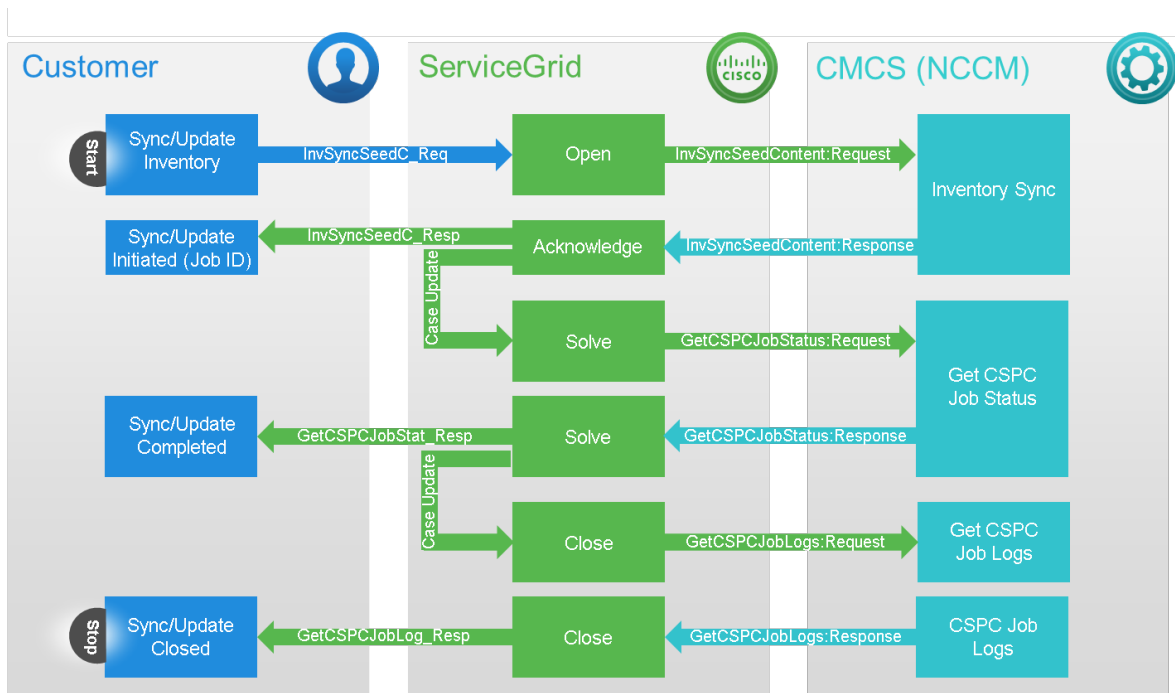 Customer
ServiceGrid
CISCO
CMCS (NCCM)
Start
Sync/Update
Inventory
InvSyncSeedC_Req
Open
InvSyncSeedContent:Request
Inventory Sync
Sync/Update
Initiated (Job ID)
InvSyncSeedC_Resp
Acknowledge
InvSyncSeedContent:Response
Case Update
Solve
GetCSPCJobStatus:Request
Get CSPC
Job Status
Sync/Update
Completed
GetCSPCJobStat_Resp
Solve
GetCSPCJobStatus:Response
Case Update
Close
GetCSPCJobLogs:Request
Get CSPC
Job Logs
Stop
Sync/Update
Closed
GetCSPCJobLog_Resp
Close
GetCSPCJobLogs:Response
CSPC Job
Logs